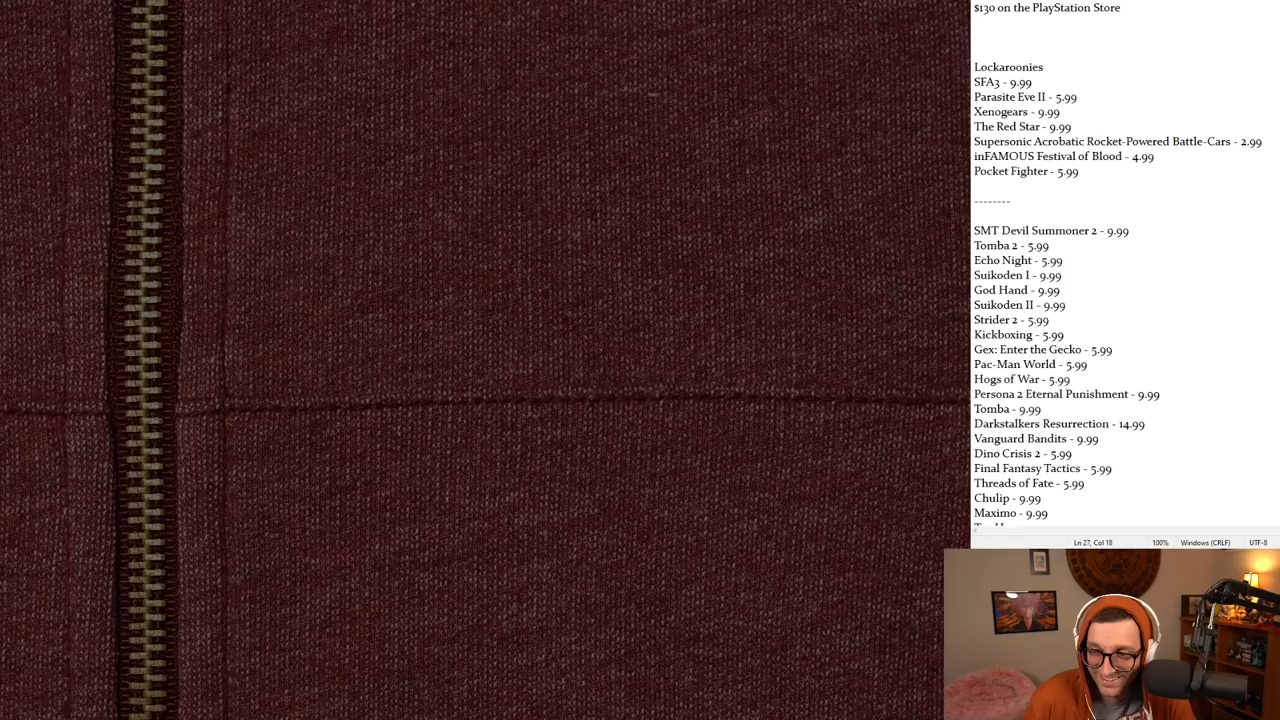 $130 on the PlayStation Store
Lockaroonies
SFA3 - 9.99
Parasite Eve II - 5.99
Xenogears - 9.99
The Red Star - 9.99
Supersonic Acrobatic Rocket-Powered Battle-Cars - 2.99
inFAMOUS Festival of Blood - 4.99
Pocket Fighter - 5.99
--------
SMT Devil Summoner 2 - 9.99
Tomba 2 - 5.99
Echo Night - 5.99
Suikoden I - 9.99
God Hand - 9.99
Suikoden II - 9.99
Strider 2 - 5.99
Kickboxing - 5.99
Gex: Enter the Gecko - 5.99
Pac-Man World - 5.99
Hogs of War - 5.99
Persona 2 Eternal Punishment - 9.99
Tomba - 9.99
Darkstalkers Resurrection - 14.99
Vanguard Bandits - 9.99
Dino Crisis 2 - 5.99
Final Fantasy Tactics - 5.99
Threads of Fate - 5.99
Chulip - 9.99
Maximo - 9.99
Ln 27, Col 18 100% Windows (CRLF) UTF-8